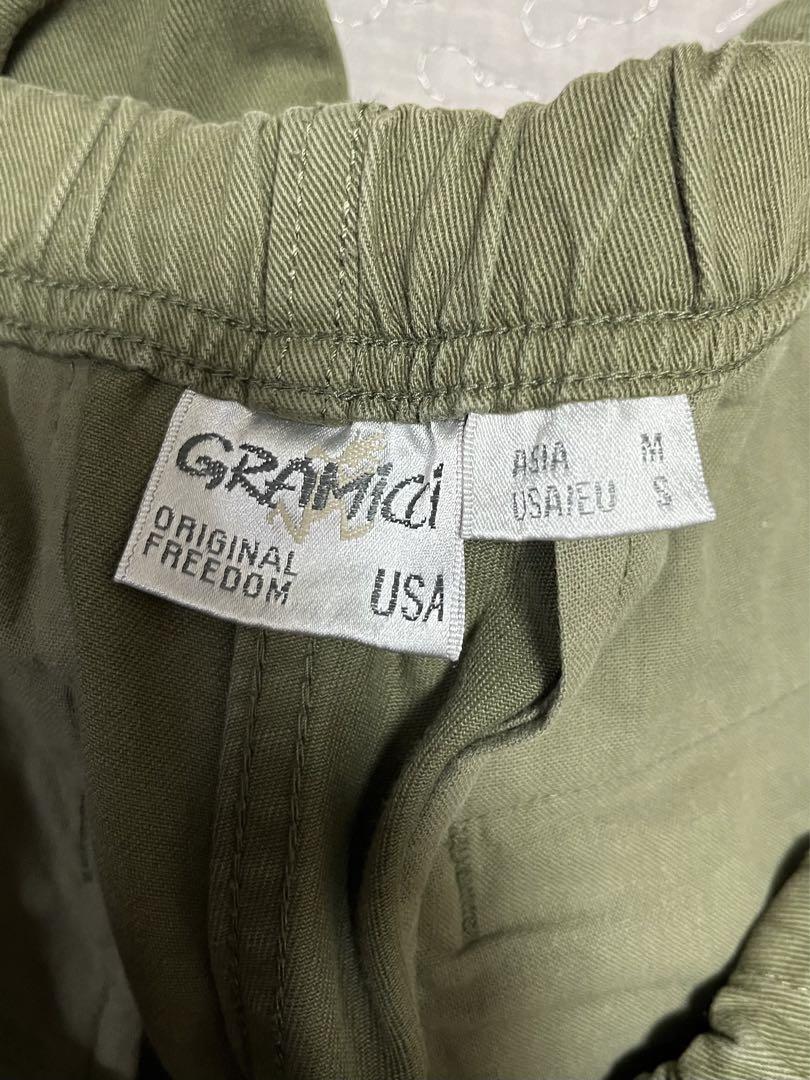 GRAMICCI
ORIGINAL
FREEDOM
USA
ASIA M
USA/EU S